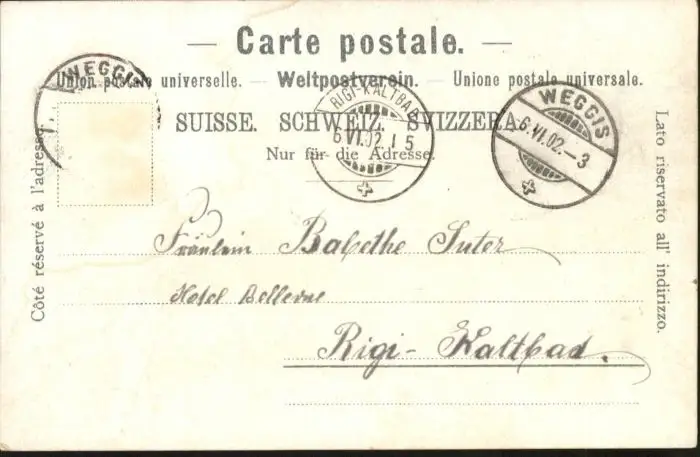 — Carte postale. —
Union postale universelle. — Weltpostverein. — Unione postale universale.
SUISSE. SCHWEIZ. SVIZZERA.
Nur für die Adresse.
Côté réservé à l'adresse.
Lato riservato all' indirizzo.
WEGGIS
RIGI-KALTBAD
6.VI.02.15
WEGGIS
6.VI.02.-3
Fräulein Babethe Suter
Hotel Bellevue
Rigi-Kaltbad.